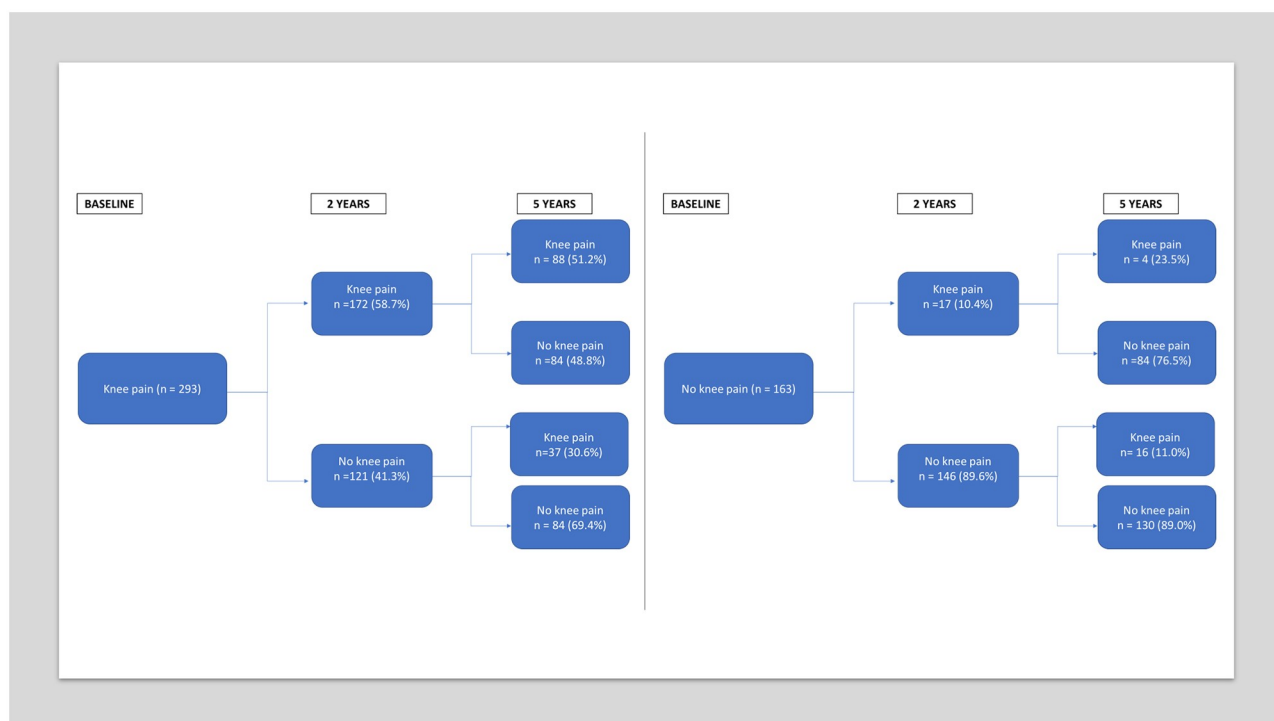 BASELINE
2 YEARS
5 YEARS
Knee pain (n = 293)
Knee pain
n =172 (58.7%)
No knee pain
n =121 (41.3%)
Knee pain
n = 88 (51.2%)
No knee pain
n =84 (48.8%)
Knee pain
n=37 (30.6%)
No knee pain
n = 84 (69.4%)
BASELINE
2 YEARS
5 YEARS
No knee pain (n = 163)
Knee pain
n =17 (10.4%)
No knee pain
n = 146 (89.6%)
Knee pain
n = 4 (23.5%)
No knee pain
n =84 (76.5%)
Knee pain
n= 16 (11.0%)
No knee pain
n = 130 (89.0%)